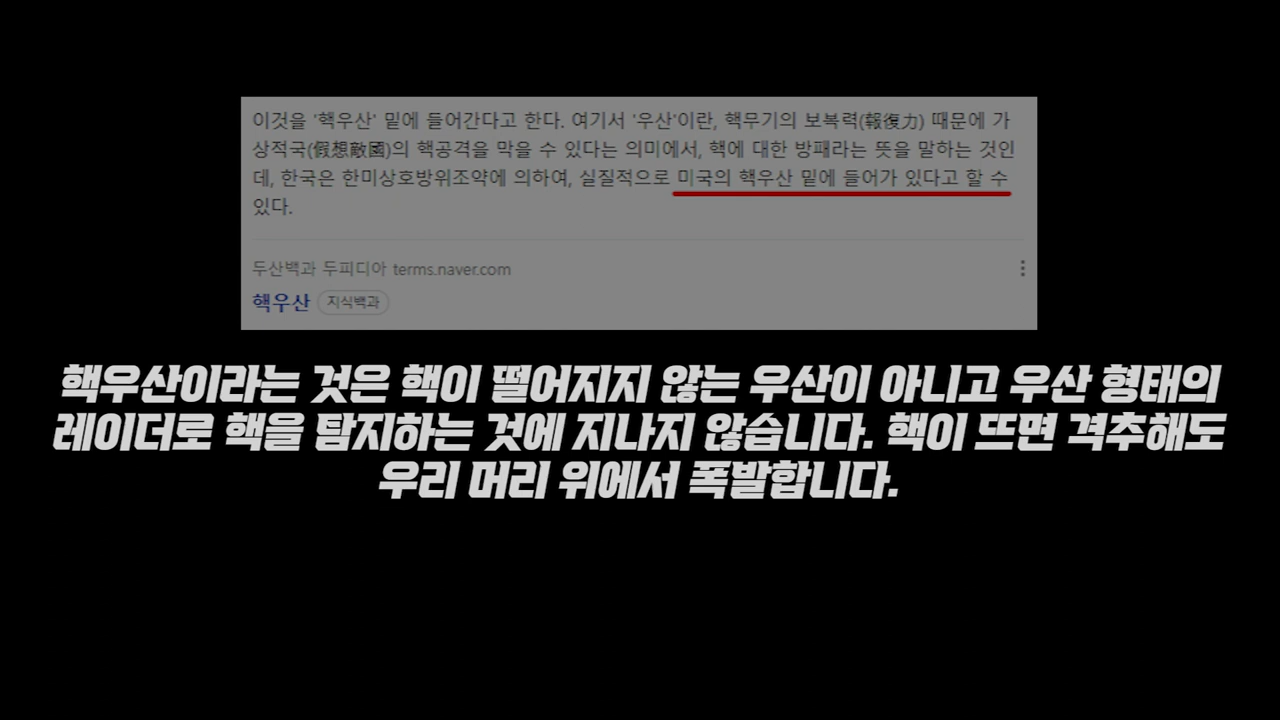 이것을 '핵우산' 밑에 들어간다고 한다. 여기서 '우산'이란, 핵무기의 보복력(報復力) 때문에 가
상적국(假想敵國)의 핵공격을 막을 수 있다는 의미에서, 핵에 대한 방패라는 뜻을 말하는 것인
데, 한국은 한미상호방위조약에 의하여, 실질적으로 미국의 핵우산 밑에 들어가 있다고 할 수
있다.
두산백과 두피디아 terms.naver.com
핵우산 지식백과
핵우산이라는 것은 핵이 떨어지지 않는 우산이 아니고 우산 형태의
레이더로 핵을 탐지하는 것에 지나지 않습니다. 핵이 뜨면 격추해도
우리 머리 위에서 폭발합니다.